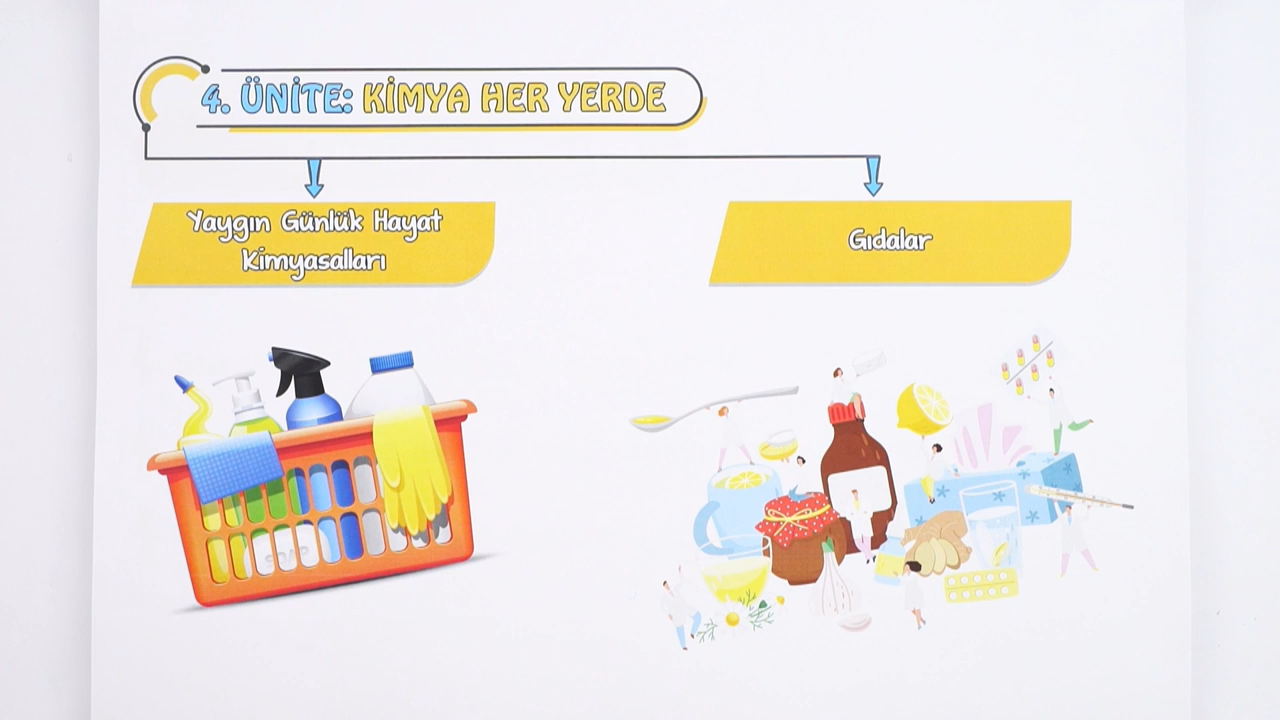 4. ÜNİTE: KİMYA HER YERDE
Yaygın Günlük Hayat
Kimyasalları
Gıdalar